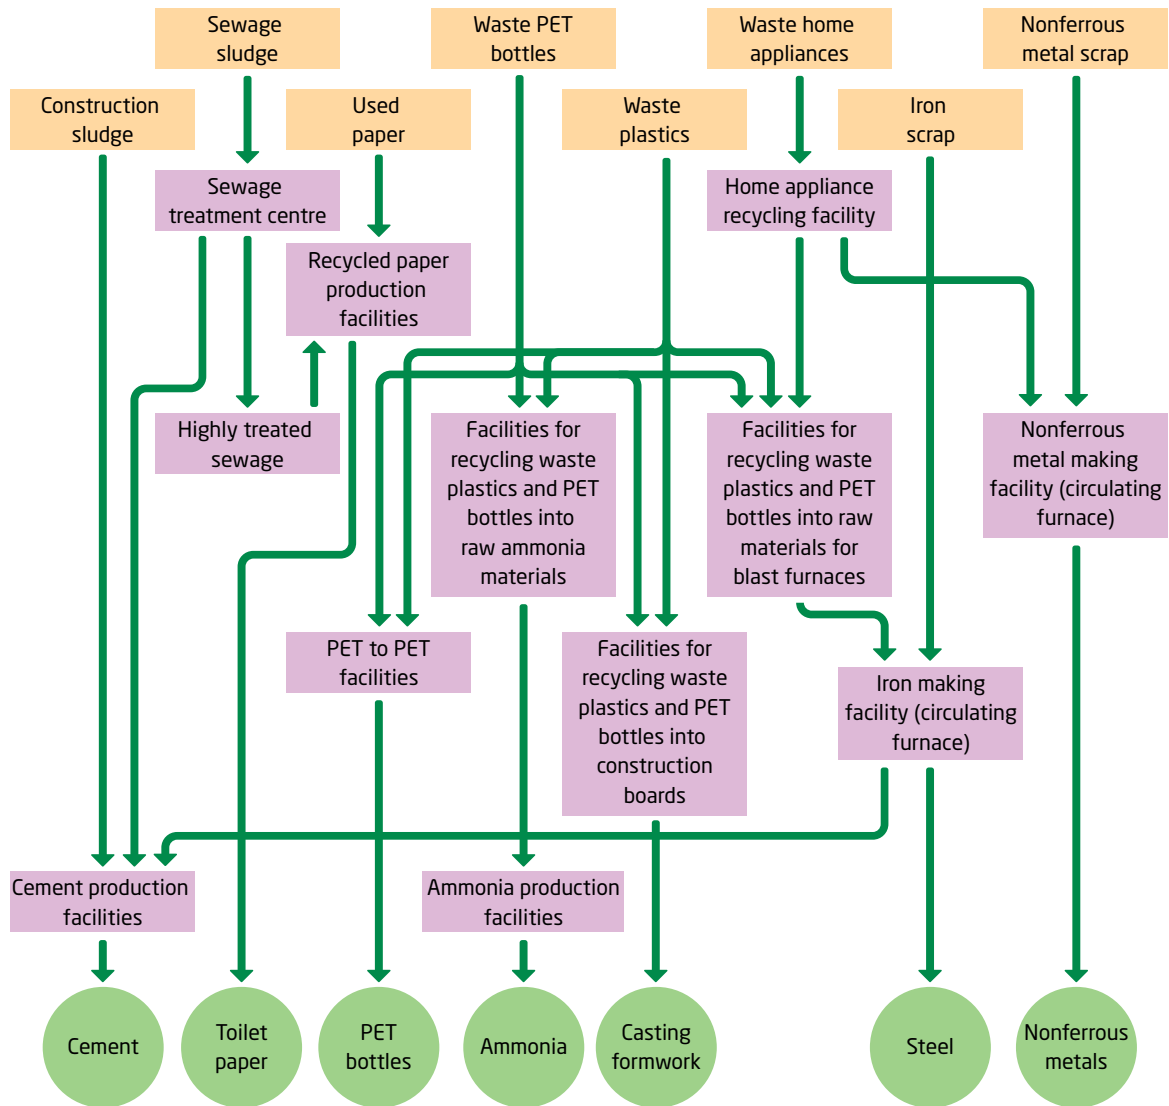 Sewage
sludge
Waste PET
bottles
Waste home
appliances
Nonferrous
metal scrap
Construction
sludge
Used
paper
Waste
plastics
Iron
scrap
Sewage
treatment centre
Home appliance
recycling facility
Recycled paper
production
facilities
Highly treated
sewage
Facilities for
recycling waste
plastics and PET
bottles into
raw ammonia
materials
Facilities for
recycling waste
plastics and PET
bottles into raw
materials for
blast furnaces
Nonferrous
metal making
facility (circulating
furnace)
PET to PET
facilities
Facilities for
recycling waste
plastics and PET
bottles into
construction
boards
Iron making
facility (circulating
furnace)
Cement production
facilities
Ammonia production
facilities
Cement
Toilet
paper
PET
bottles
Ammonia
Casting
formwork
Steel
Nonferrous
metals